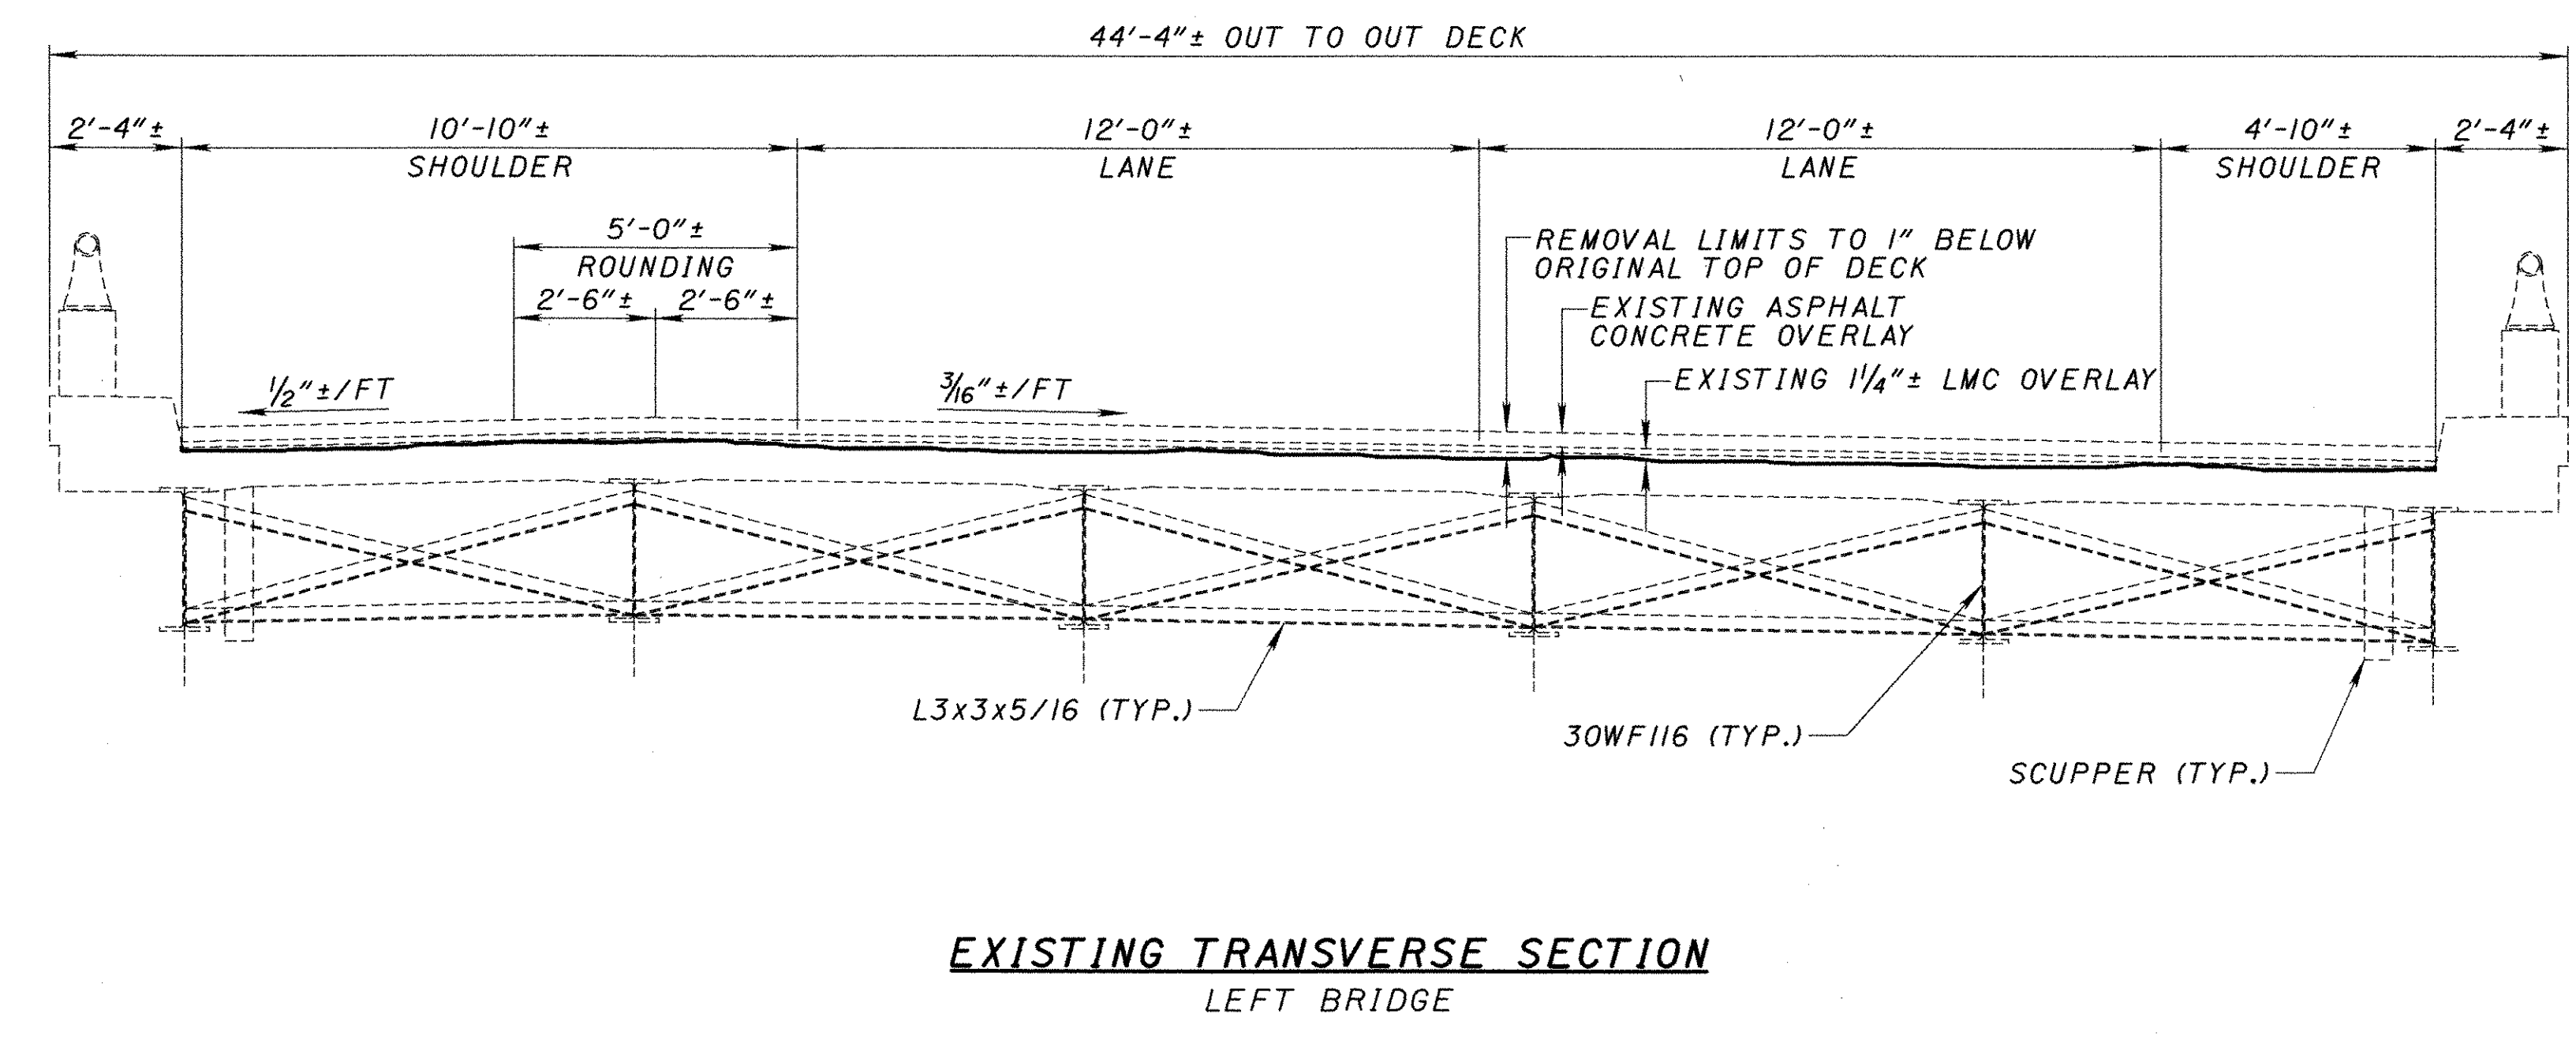 44'-4"± OUT TO OUT DECK
2'-4"±
10'-10"±
12'-0"±
12'-0"±
4'-10"±
2'-4"±
SHOULDER
LANE
LANE
SHOULDER
5'-0"±
ROUNDING
2'-6"±
2'-6"±
REMOVAL LIMITS TO 1" BELOW
ORIGINAL TOP OF DECK
EXISTING ASPHALT
CONCRETE OVERLAY
EXISTING 1 1/4"± LMC OVERLAY
1/2"±/FT
3/16"±/FT
L3x3x5/16 (TYP.)
30WF116 (TYP.)
SCUPPER (TYP.)
EXISTING TRANSVERSE SECTION
LEFT BRIDGE